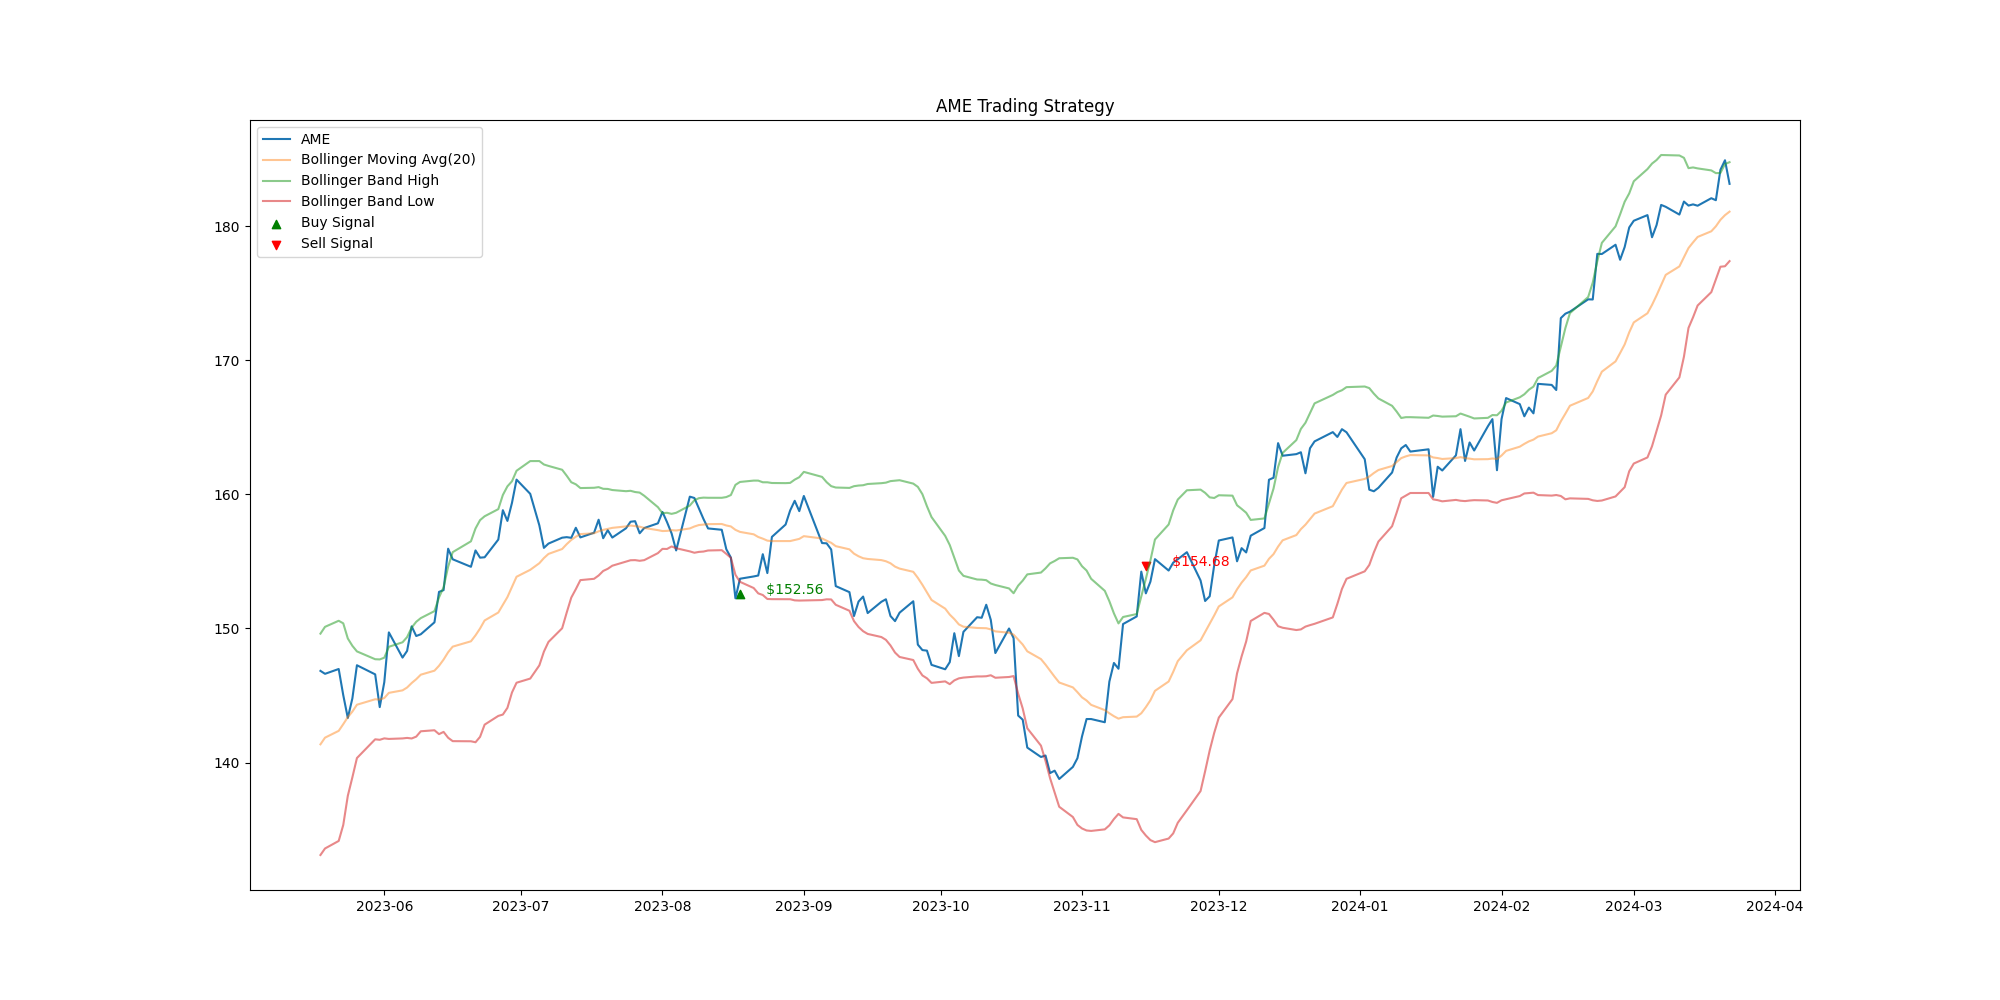 AME Trading Strategy
AME
Bollinger Moving Avg(20)
Bollinger Band High
Bollinger Band Low
Buy Signal
Sell Signal
180
170
160
150
140
$152.56
$154.68
2023-06
2023-07
2023-08
2023-09
2023-10
2023-11
2023-12
2024-01
2024-02
2024-03
2024-04